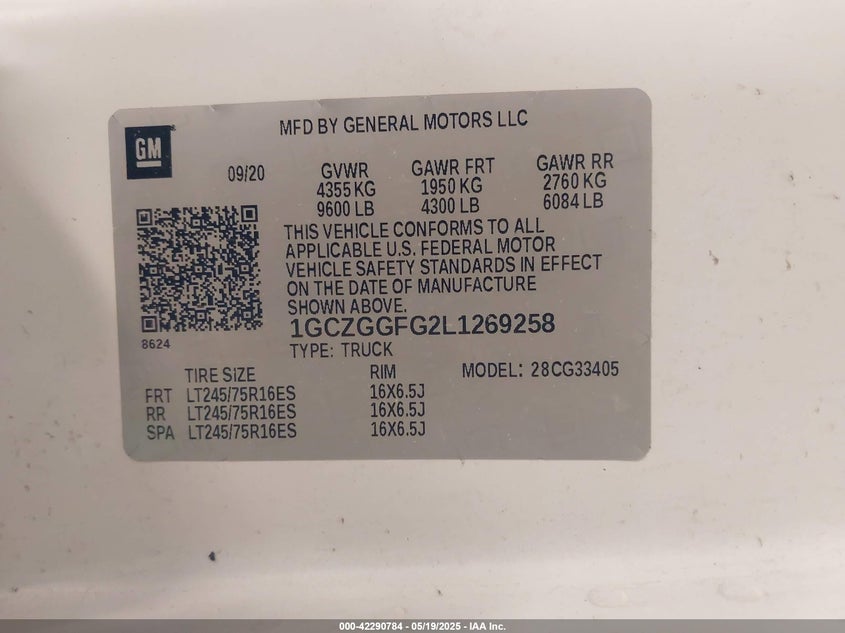 MFD BY GENERAL MOTORS LLC
GM
09/20 GVWR GAWR FRT GAWR RR
4355 KG 1950 KG 2760 KG
9600 LB 4300 LB 6084 LB
THIS VEHICLE CONFORMS TO ALL
APPLICABLE U.S. FEDERAL MOTOR
VEHICLE SAFETY STANDARDS IN EFFECT
ON THE DATE OF MANUFACTURE
SHOWN ABOVE.
1GCZGGFG2L1269258
8624
TYPE: TRUCK
TIRE SIZE RIM MODEL: 28CG33405
FRT LT245/75R16ES 16X6.5J
RR LT245/75R16ES 16X6.5J
SPA LT245/75R16ES 16X6.5J
000-42290784 - 05/19/2025 - IAA Inc.